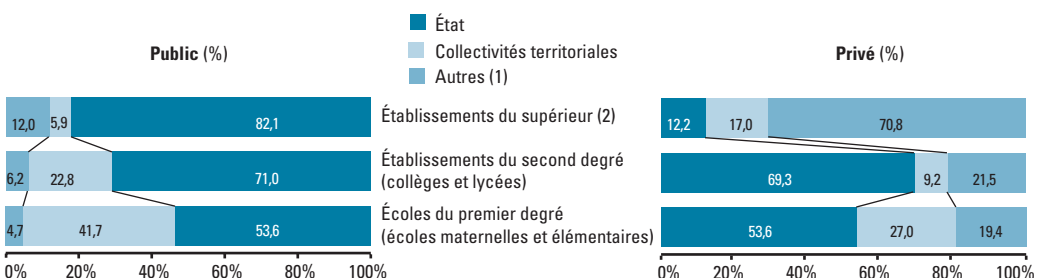 État
Collectivités territoriales
Autres (1)
Public (%)
Privé (%)
12,0 5,9 82,1
Établissements du supérieur (2)
12,2 17,0 70,8
6,2 22,8 71,0
Établissements du second degré
(collèges et lycées)
69,3 9,2 21,5
4,7 41,7 53,6
Écoles du premier degré
(écoles maternelles et élémentaires)
53,6 27,0 19,4
0% 20% 40% 60% 80% 100%
0% 20% 40% 60% 80% 100%